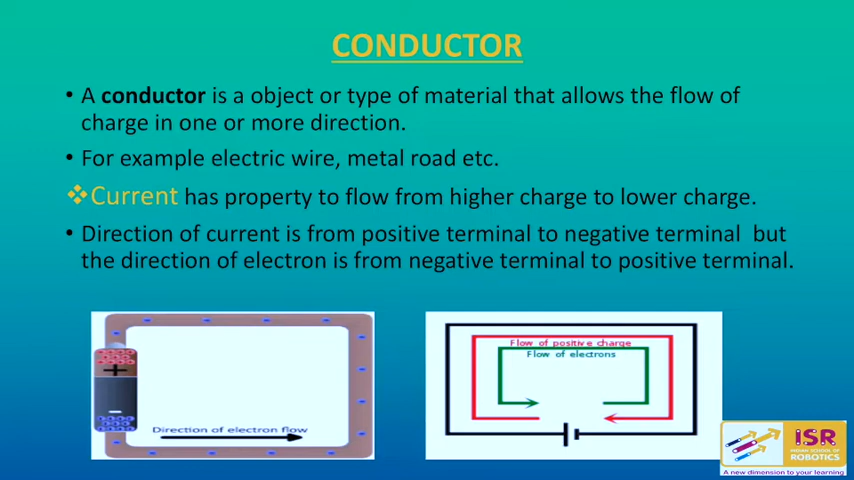 CONDUCTOR
• A conductor is a object or type of material that allows the flow of
charge in one or more direction.
• For example electric wire, metal road etc.
❖Current has property to flow from higher charge to lower charge.
• Direction of current is from positive terminal to negative terminal but
the direction of electron is from negative terminal to positive terminal.
+
-
Direction of electron flow
Flow of positive charge
Flow of electrons
ISR
INDIAN SCHOOL OF
ROBOTICS
A new dimension to your learning